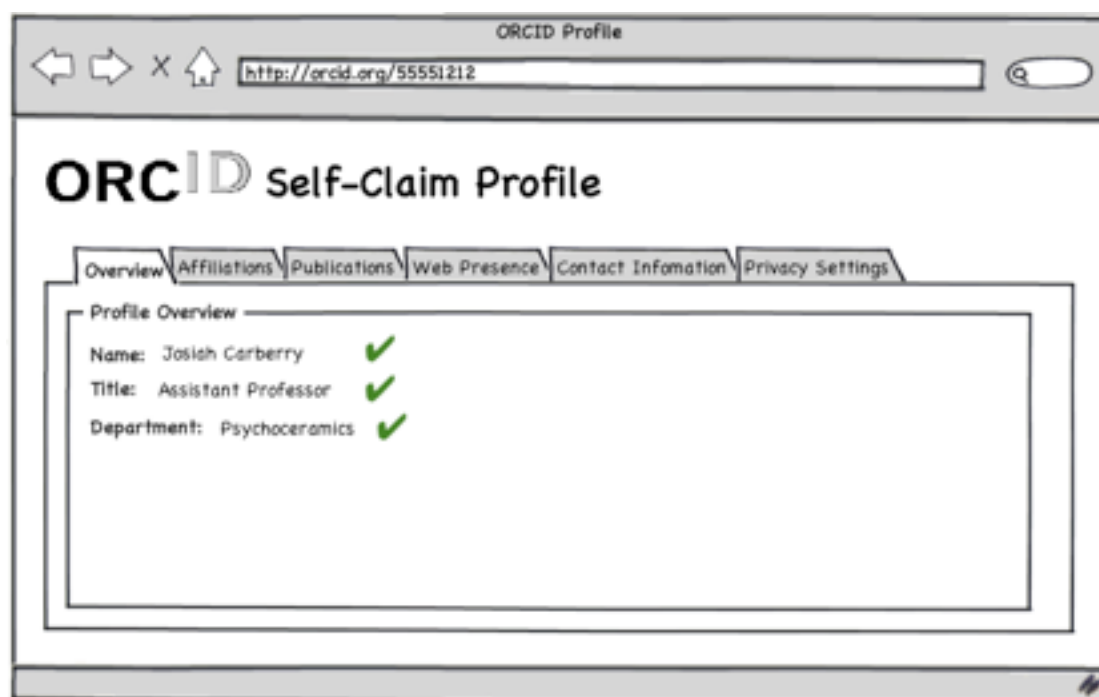 ORCID Profile
http://orcid.org/55551212
ORCID Self-Claim Profile
Overview Affiliations Publications Web Presence Contact Infomation Privacy Settings
Profile Overview
Name: Josiah Carberry
Title: Assistant Professor
Department: Psychoceramics